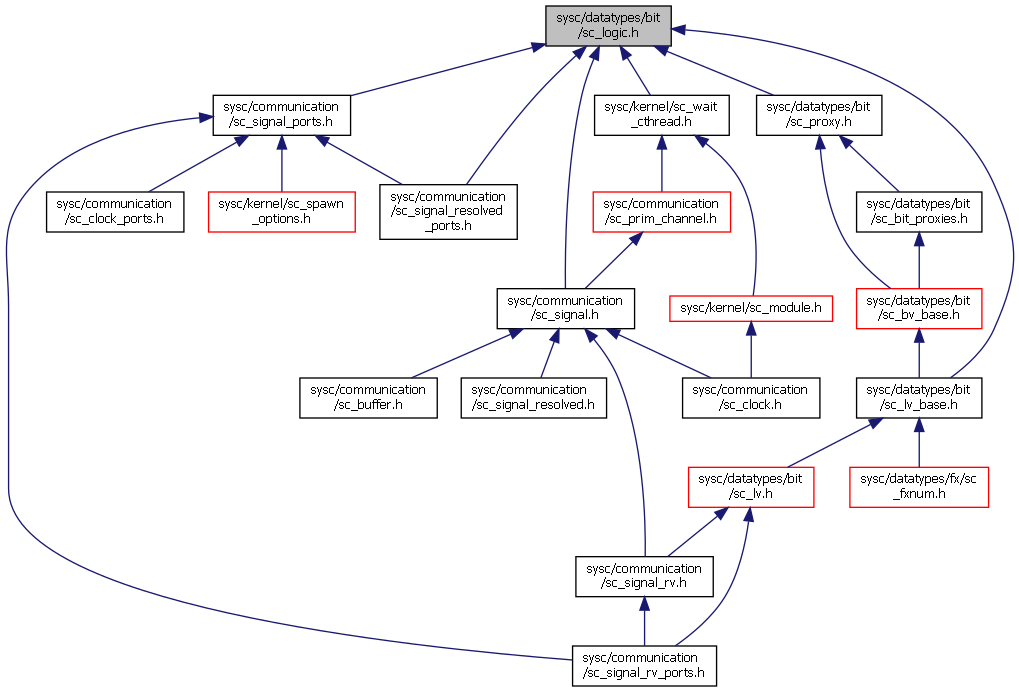 sysc/datatypes/bit
/sc_logic.h
sysc/communication
/sc_signal_ports.h
sysc/kernel/sc_wait
_cthread.h
sysc/datatypes/bit
/sc_proxy.h
sysc/communication
/sc_clock_ports.h
sysc/kernel/sc_spawn
_options.h
sysc/communication
/sc_signal_resolved
_ports.h
sysc/communication
/sc_prim_channel.h
sysc/datatypes/bit
/sc_bit_proxies.h
sysc/communication
/sc_signal.h
sysc/kernel/sc_module.h
sysc/datatypes/bit
/sc_bv_base.h
sysc/communication
/sc_buffer.h
sysc/communication
/sc_signal_resolved.h
sysc/communication
/sc_clock.h
sysc/datatypes/bit
/sc_lv_base.h
sysc/datatypes/bit
/sc_lv.h
sysc/datatypes/fx/sc
_fxnum.h
sysc/communication
/sc_signal_rv.h
sysc/communication
/sc_signal_rv_ports.h